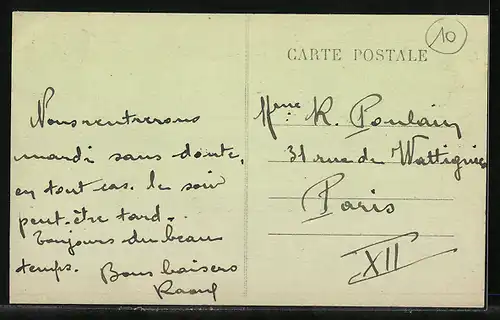 10
CARTE POSTALE
Nous rentrerons
mardi sans doute,
en tout cas. le soir
peut-être tard..
Toujours du beau
temps. Bons baisers
Raoul
Mme R. Poulain
31 rue de Wattignies
Paris
XII